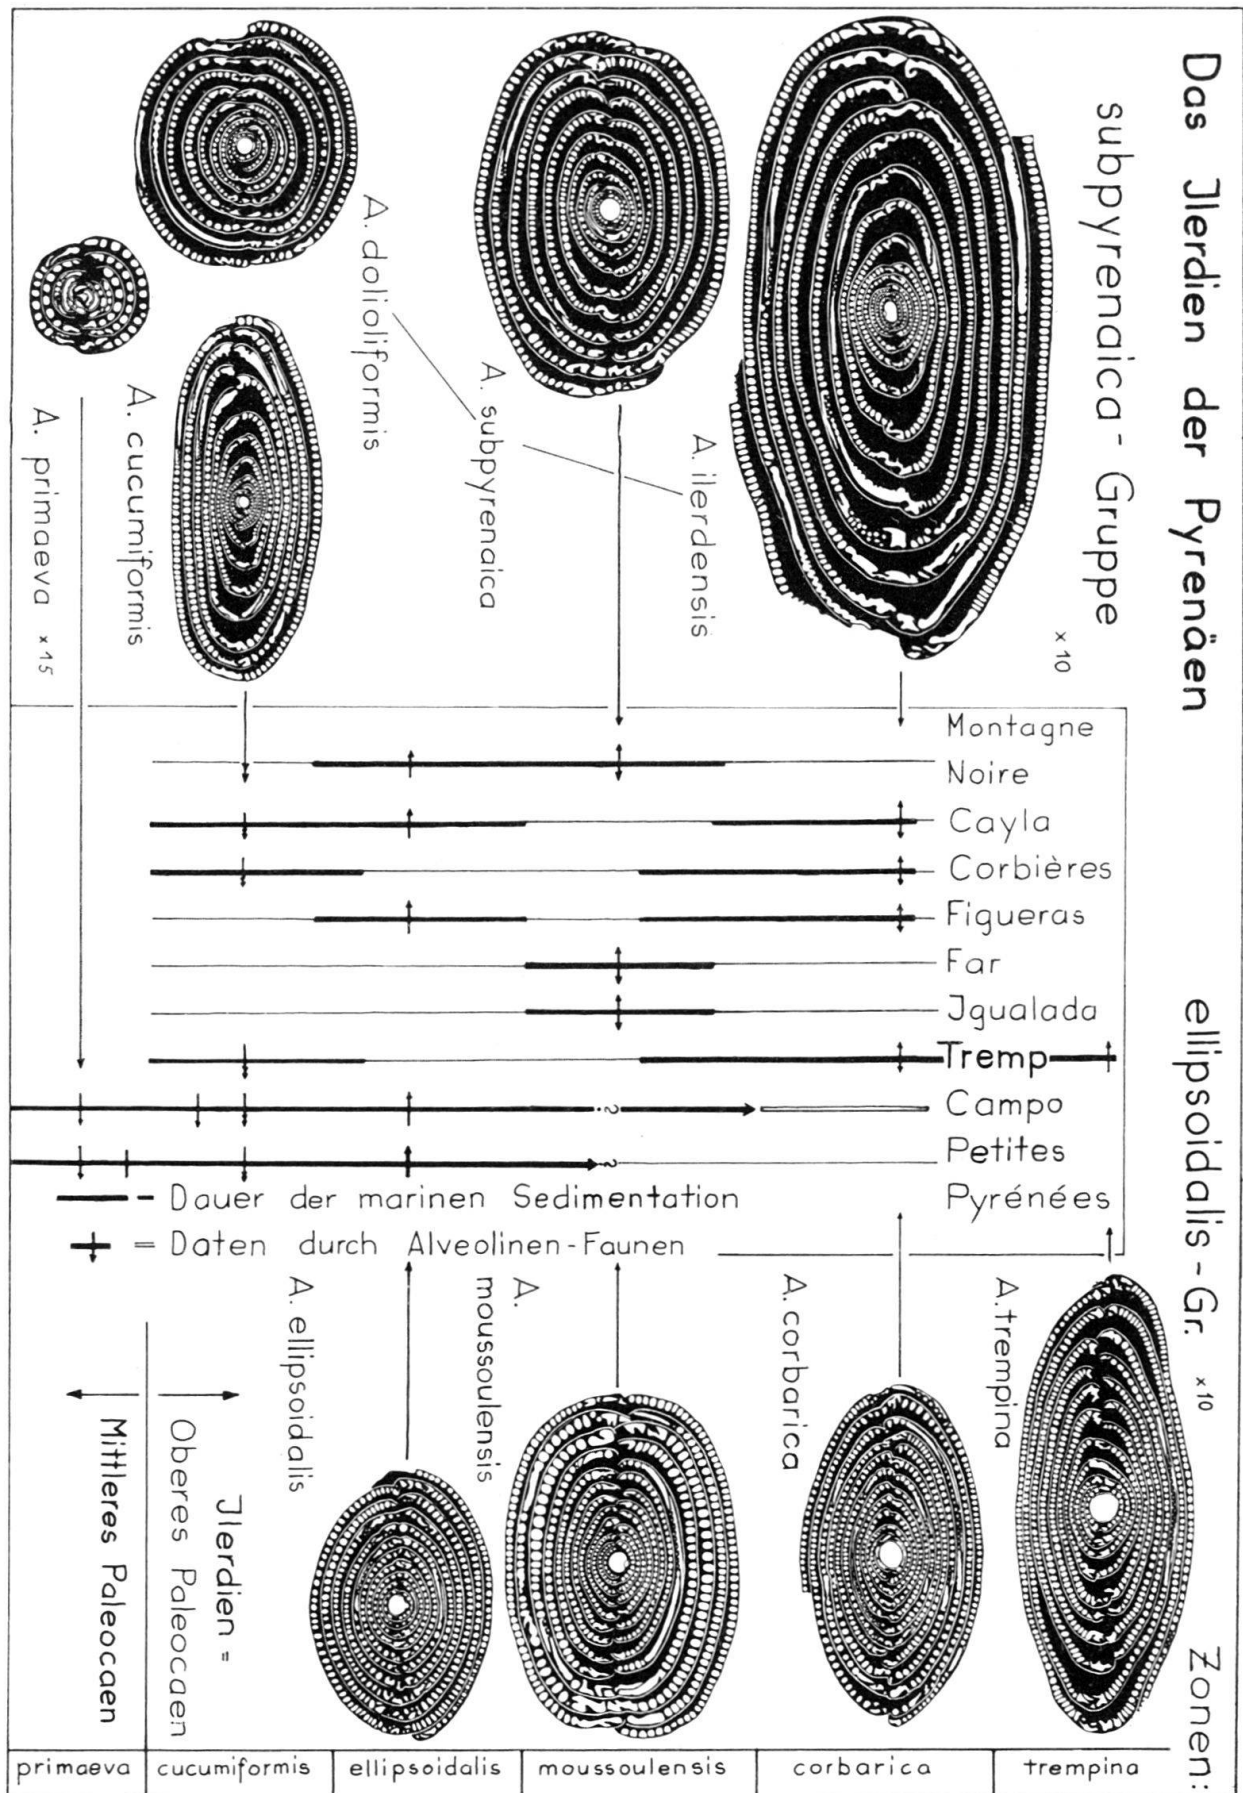 Das Jlerdien der Pyrenäen
subpyrenaica - Gruppe
× 10
A. ilerdensis
A. subpyrenaica
A. dolioliformis
A. cucumiformis
A. primaeva × 15
Montagne
Noire
Cayla
Corbières
Figueras
Far
Jgualada
Tremp
Campo
Petites
Pyrénées
?
?
= Dauer der marinen Sedimentation
= Daten durch Alveolinen-Faunen
ellipsoidalis - Gr. × 10
A. trempina
A. corbarica
A. moussoulensis
A. ellipsoidalis
Jlerdien =
Oberes Paleocaen
Mittleres Paleocaen
Zonen:
primaeva
cucumiformis
ellipsoidalis
moussoulensis
corbarica
trempina